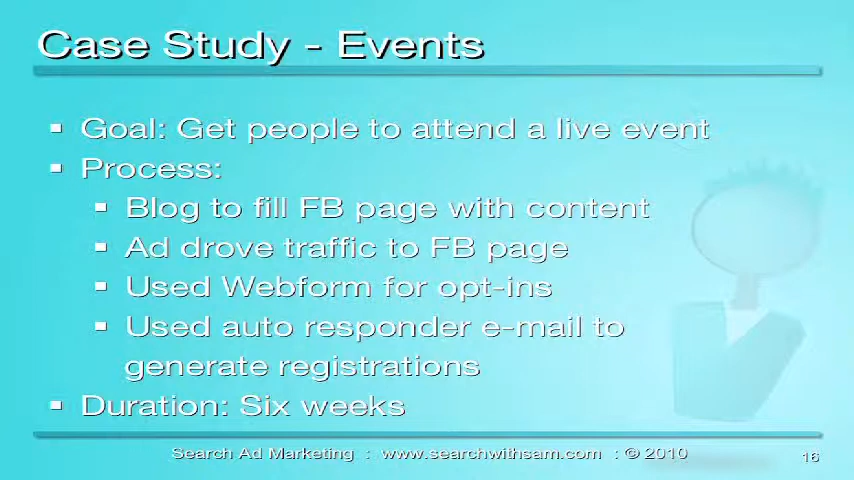 Case Study - Events
▪ Goal: Get people to attend a live event
▪ Process:
▪ Blog to fill FB page with content
▪ Ad drove traffic to FB page
▪ Used Webform for opt-ins
▪ Used auto responder e-mail to
generate registrations
▪ Duration: Six weeks
Search Ad Marketing : www.searchwithsam.com : © 2010
16